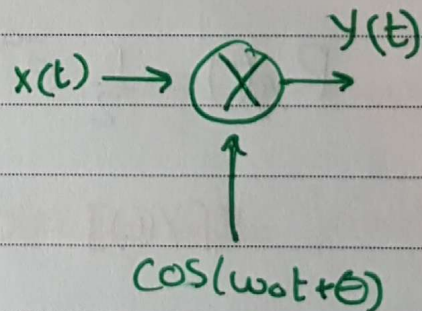 y(t)
x(t)
X
cos(ω₀t+θ)